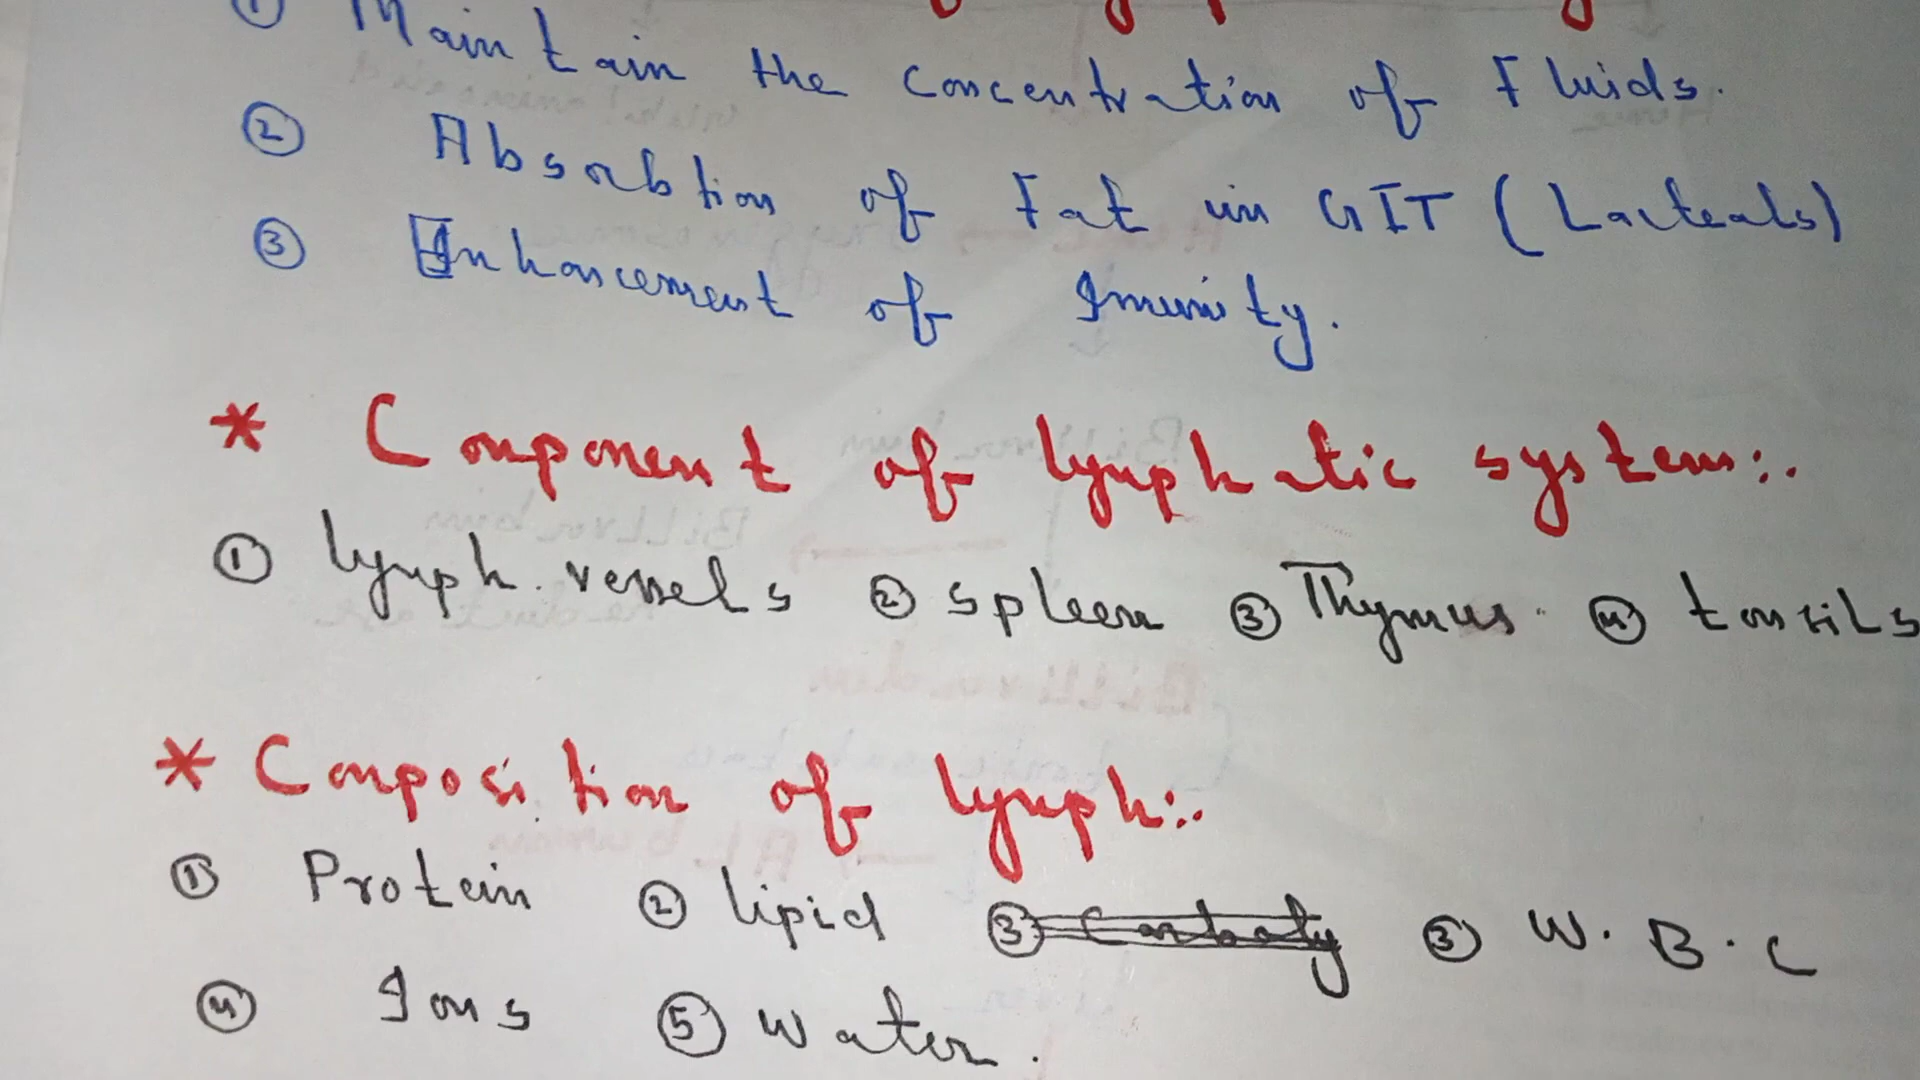 ① Maintain the concentration of Fluids.
② Absorbtion of Fat in GIT (Lacteals)
③ Enhancement of Imunity.
* Component of lymphatic system:.
① lymph vessels ② spleen ③ Thymus. ④ tonsils
* Composition of lymph:.
① Protein ② lipid ③ W.B.C
④ Ions ⑤ water.